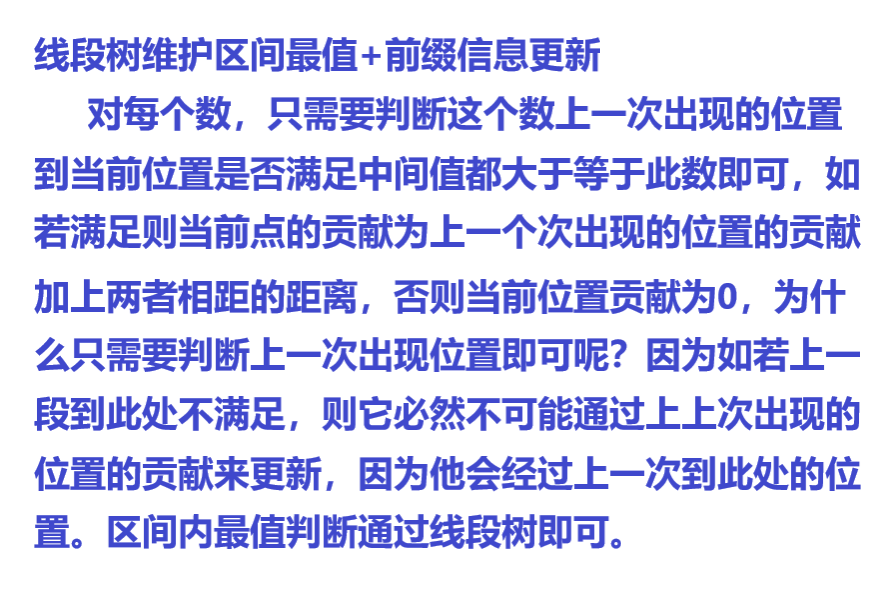 线段树维护区间最值+前缀信息更新
对每个数，只需要判断这个数上一次出现的位置
到当前位置是否满足中间值都大于等于此数即可，如
若满足则当前点的贡献为上一个次出现的位置的贡献
加上两者相距的距离，否则当前位置贡献为0，为什
么只需要判断上一次出现位置即可呢？因为如若上一
段到此处不满足，则它必然不可能通过上上次出现的
位置的贡献来更新，因为他会经过上一次到此处的位
置。区间内最值判断通过线段树即可。